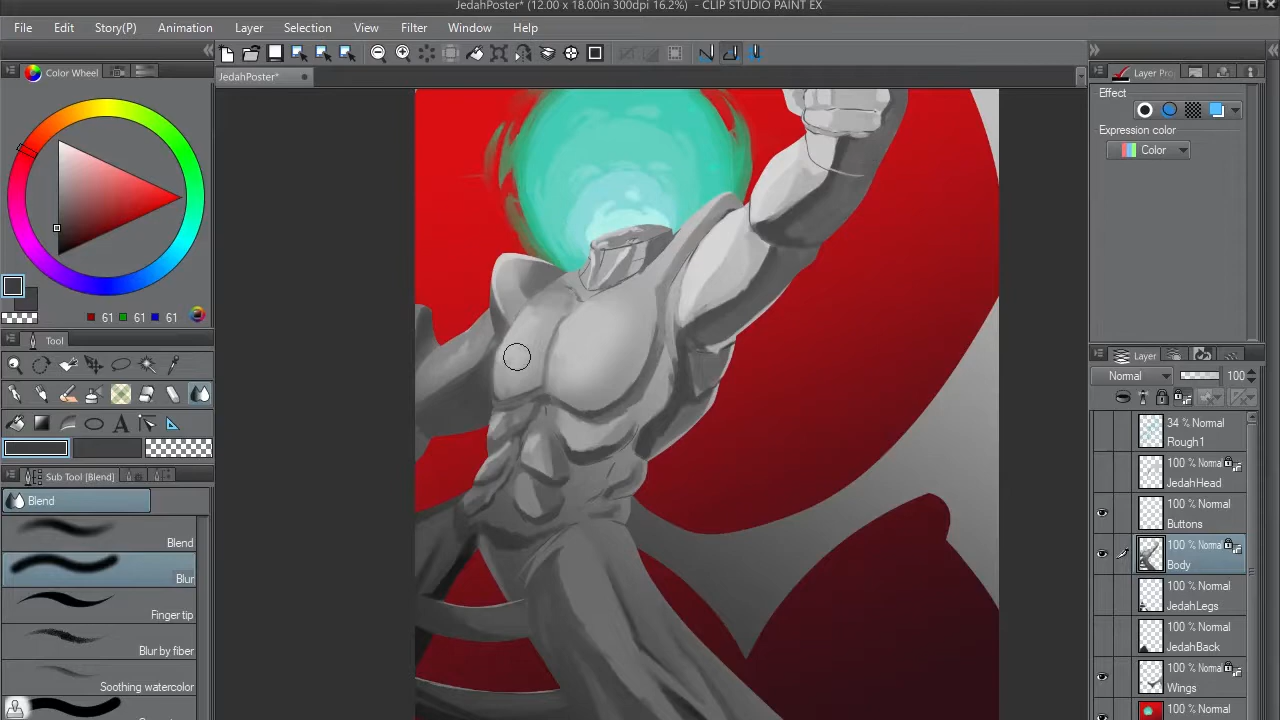 JedahPoster* (12.00 x 18.00in 300dpi 16.2%) - CLIP STUDIO PAINT EX
File Edit Story(P) Animation Layer Selection View Filter Window Help
Color Wheel
JedahPoster*
Layer Pro
Effect
Expression color
Color
61 61 61
Tool
Layer
Normal 100
34 % Normal
Rough1
100 % Normal
JedahHead
100 % Normal
Buttons
100 % Norma
Body
100 % Normal
JedahLegs
100 % Normal
JedahBack
100 % Norma
Wings
100 % Normal
Sub Tool [Blend]
Blend
Blend
Blur
Finger tip
Blur by fiber
Soothing watercolor